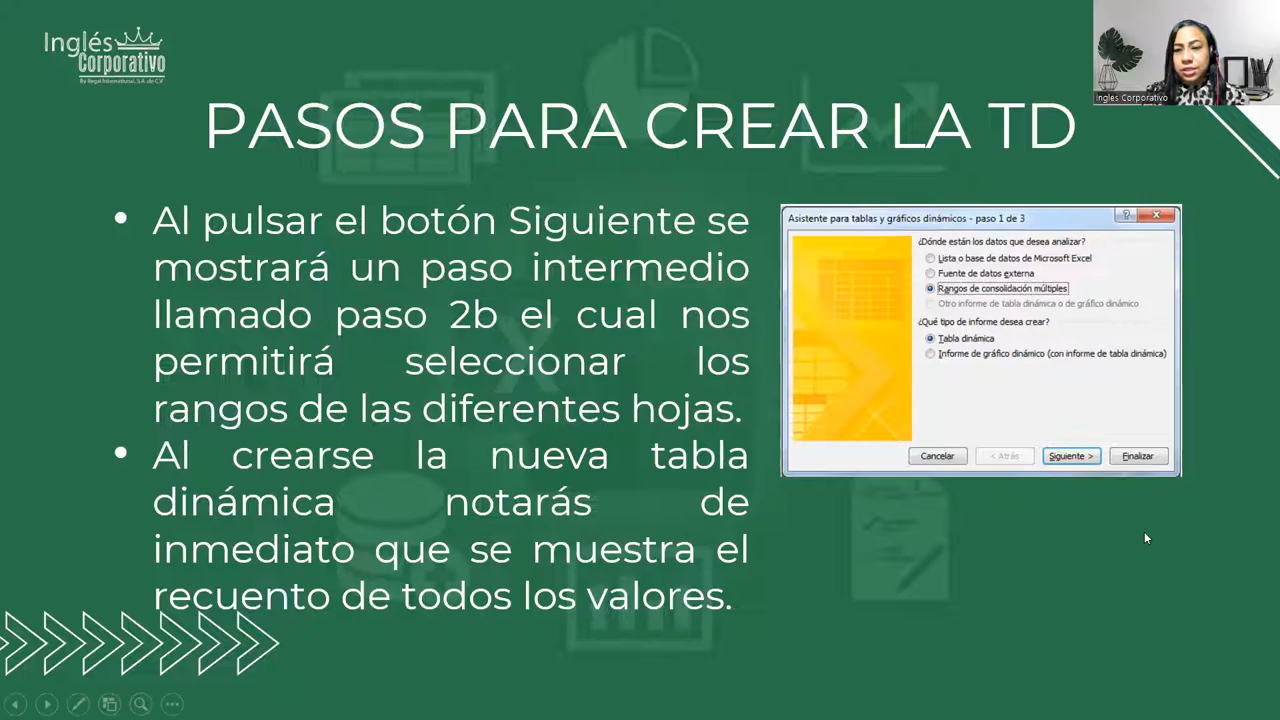 Inglés
Corporativo
By Regal International, S.A. de C.V
Ingles Corporativo
PASOS PARA CREAR LA TD
• Al pulsar el botón Siguiente se
mostrará un paso intermedio
llamado paso 2b el cual nos
permitirá seleccionar los
rangos de las diferentes hojas.
• Al crearse la nueva tabla
dinámica notarás de
inmediato que se muestra el
recuento de todos los valores.
Asistente para tablas y gráficos dinámicos - paso 1 de 3
¿Dónde están los datos que desea analizar?
Lista o base de datos de Microsoft Excel
Fuente de datos externa
Rangos de consolidación múltiples
Otro informe de tabla dinámica o de gráfico dinámico
¿Qué tipo de informe desea crear?
Tabla dinámica
Informe de gráfico dinámico (con informe de tabla dinámica)
Cancelar
< Atrás
Siguiente >
Finalizar